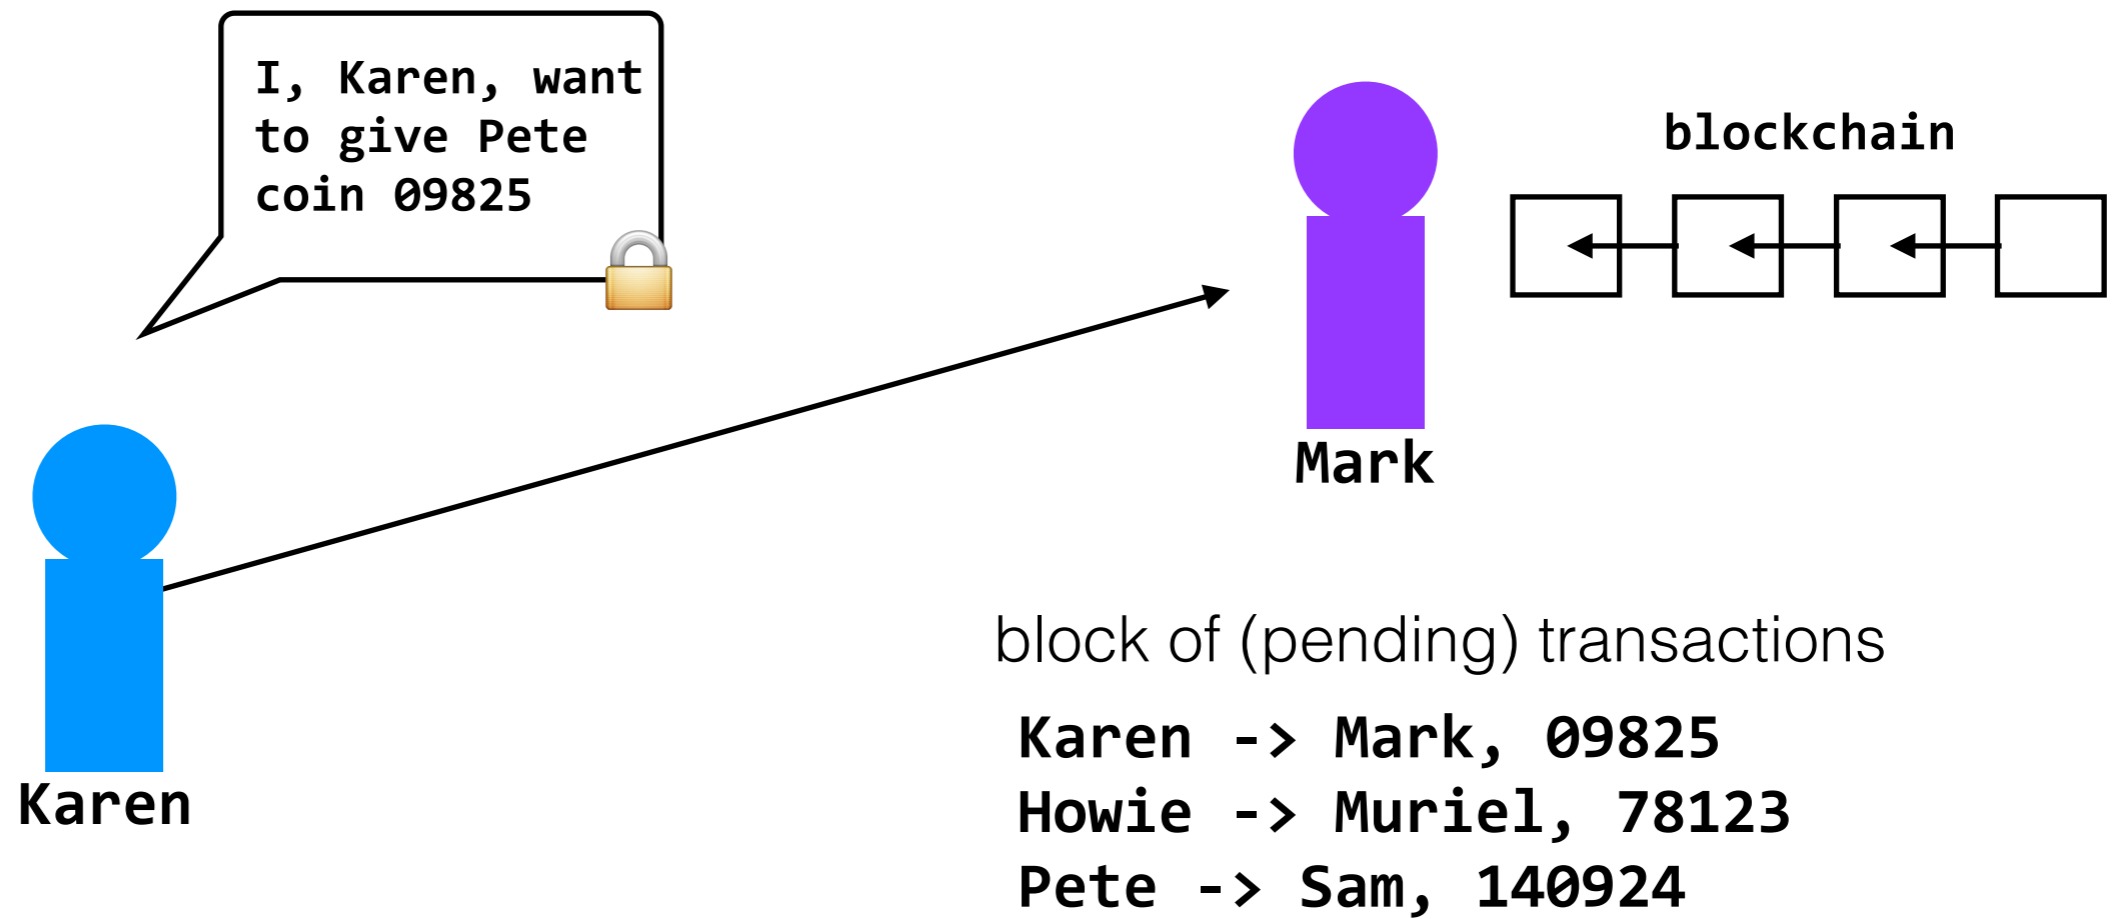 I, Karen, want
to give Pete
coin 09825
blockchain
Mark
Karen
block of (pending) transactions
Karen -> Mark, 09825
Howie -> Muriel, 78123
Pete -> Sam, 140924